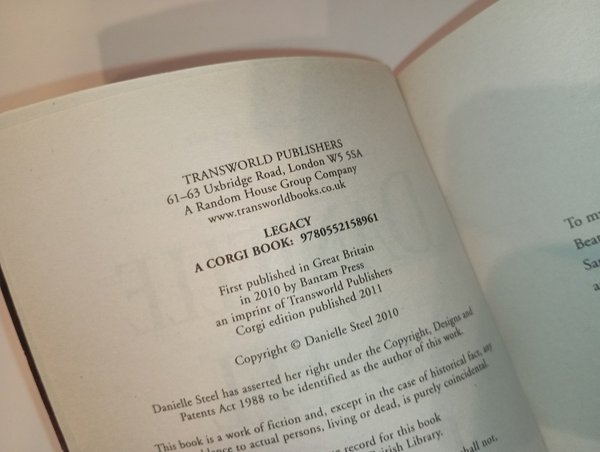 TRANSWORLD PUBLISHERS
61–63 Uxbridge Road, London W5 5SA
A Random House Group Company
www.transworldbooks.co.uk
LEGACY
A CORGI BOOK: 9780552158961
First published in Great Britain
in 2010 by Bantam Press
an imprint of Transworld Publishers
Corgi edition published 2011
Copyright © Danielle Steel 2010
Danielle Steel has asserted her right under the Copyright, Designs and
Patents Act 1988 to be identified as the author of this work.
This book is a work of fiction and, except in the case of historical fact, any
to actual persons, living or dead, is purely coincidental.
record for this book
Library.
shall not,
To